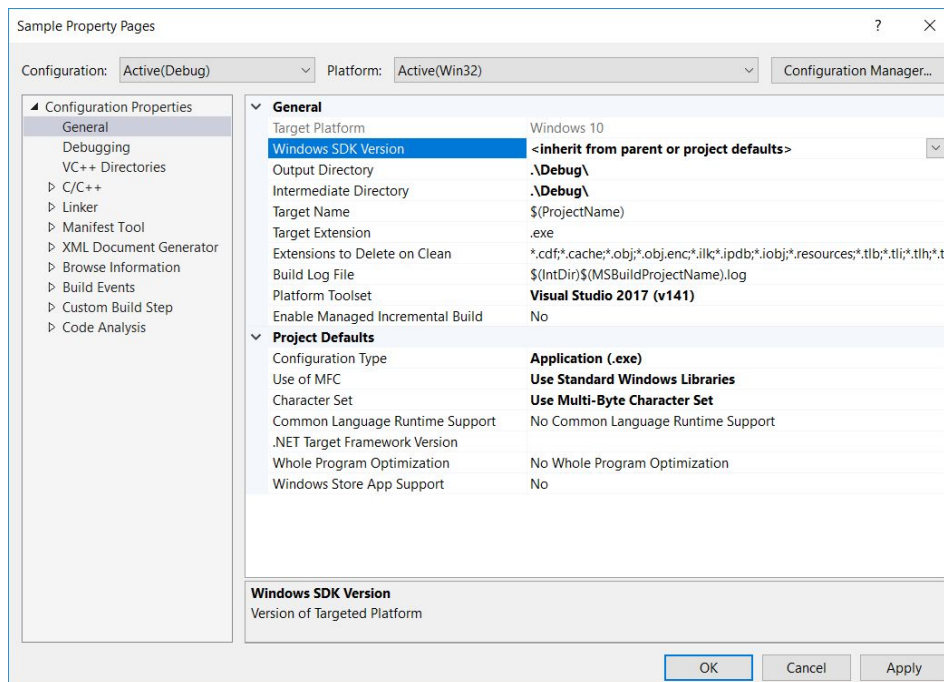 Sample Property Pages
?
Configuration: Active(Debug) Platform: Active(Win32) Configuration Manager...
Configuration Properties
General
Debugging
VC++ Directories
C/C++
Linker
Manifest Tool
XML Document Generator
Browse Information
Build Events
Custom Build Step
Code Analysis
General
Target Platform Windows 10
Windows SDK Version <inherit from parent or project defaults>
Output Directory .\Debug\
Intermediate Directory .\Debug\
Target Name $(ProjectName)
Target Extension .exe
Extensions to Delete on Clean *.cdf;*.cache;*.obj;*.obj.enc;*.ilk;*.ipdb;*.iobj;*.resources;*.tlb;*.tli;*.tlh;*.t
Build Log File $(IntDir)$(MSBuildProjectName).log
Platform Toolset Visual Studio 2017 (v141)
Enable Managed Incremental Build No
Project Defaults
Configuration Type Application (.exe)
Use of MFC Use Standard Windows Libraries
Character Set Use Multi-Byte Character Set
Common Language Runtime Support No Common Language Runtime Support
.NET Target Framework Version
Whole Program Optimization No Whole Program Optimization
Windows Store App Support No
Windows SDK Version
Version of Targeted Platform
OK Cancel Apply